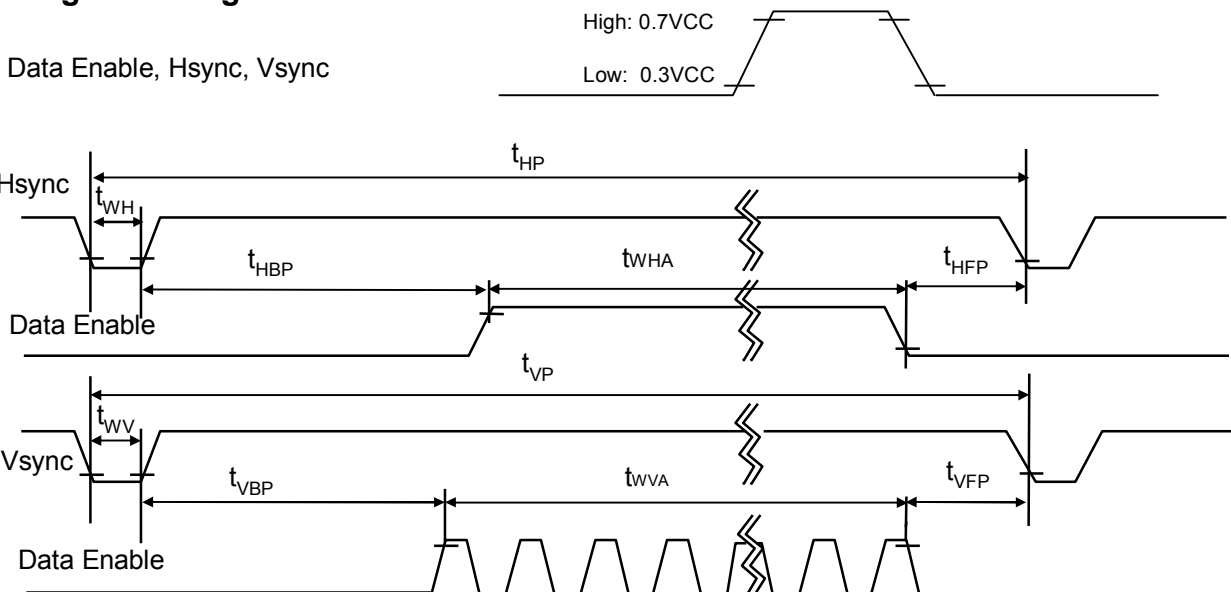 High: 0.7VCC
Data Enable, Hsync, Vsync
Low: 0.3VCC
tHP
Hsync
tWH
tHBP
tWHA
tHFP
Data Enable
tVP
tWV
Vsync
tVBP
tWVA
tVFP
Data Enable